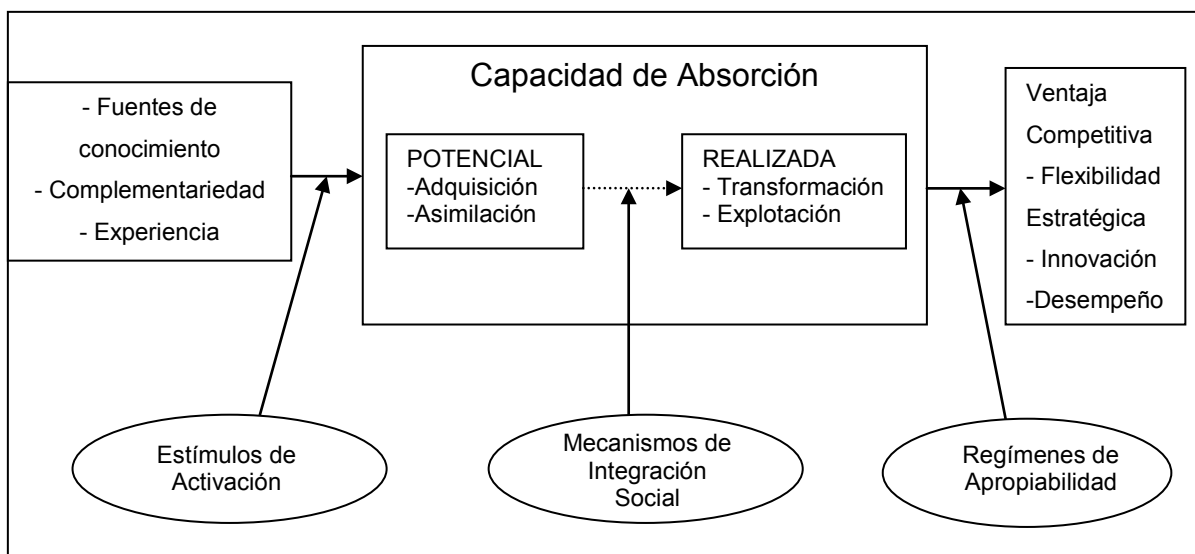 - Fuentes de
conocimiento
- Complementariedad
- Experiencia
Capacidad de Absorción
POTENCIAL
-Adquisición
-Asimilación
REALIZADA
- Transformación
- Explotación
Ventaja
Competitiva
- Flexibilidad
Estratégica
- Innovación
-Desempeño
Estímulos de
Activación
Mecanismos de
Integración
Social
Regímenes de
Apropiabilidad